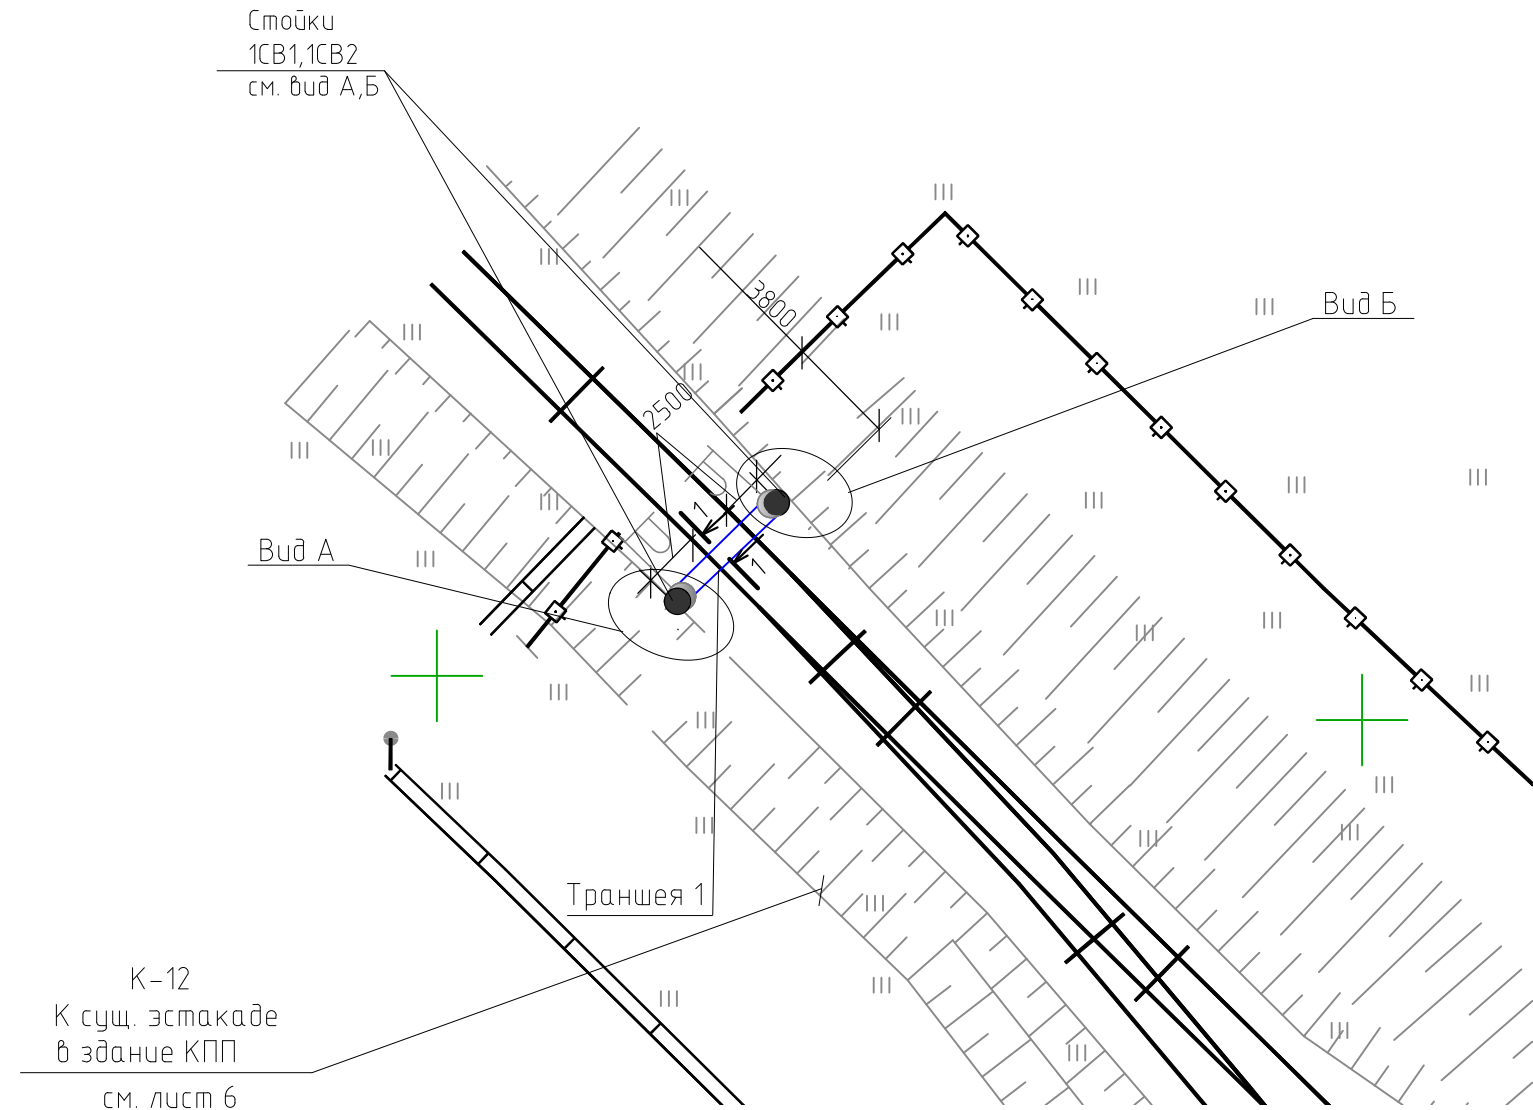 Стойки
1СВ1,1СВ2
см. вид А,Б
3800
Вид Б
2500
1
1
Вид А
Траншея 1
К-12
К сущ. эстакаде
в здание КПП
см. лист 6